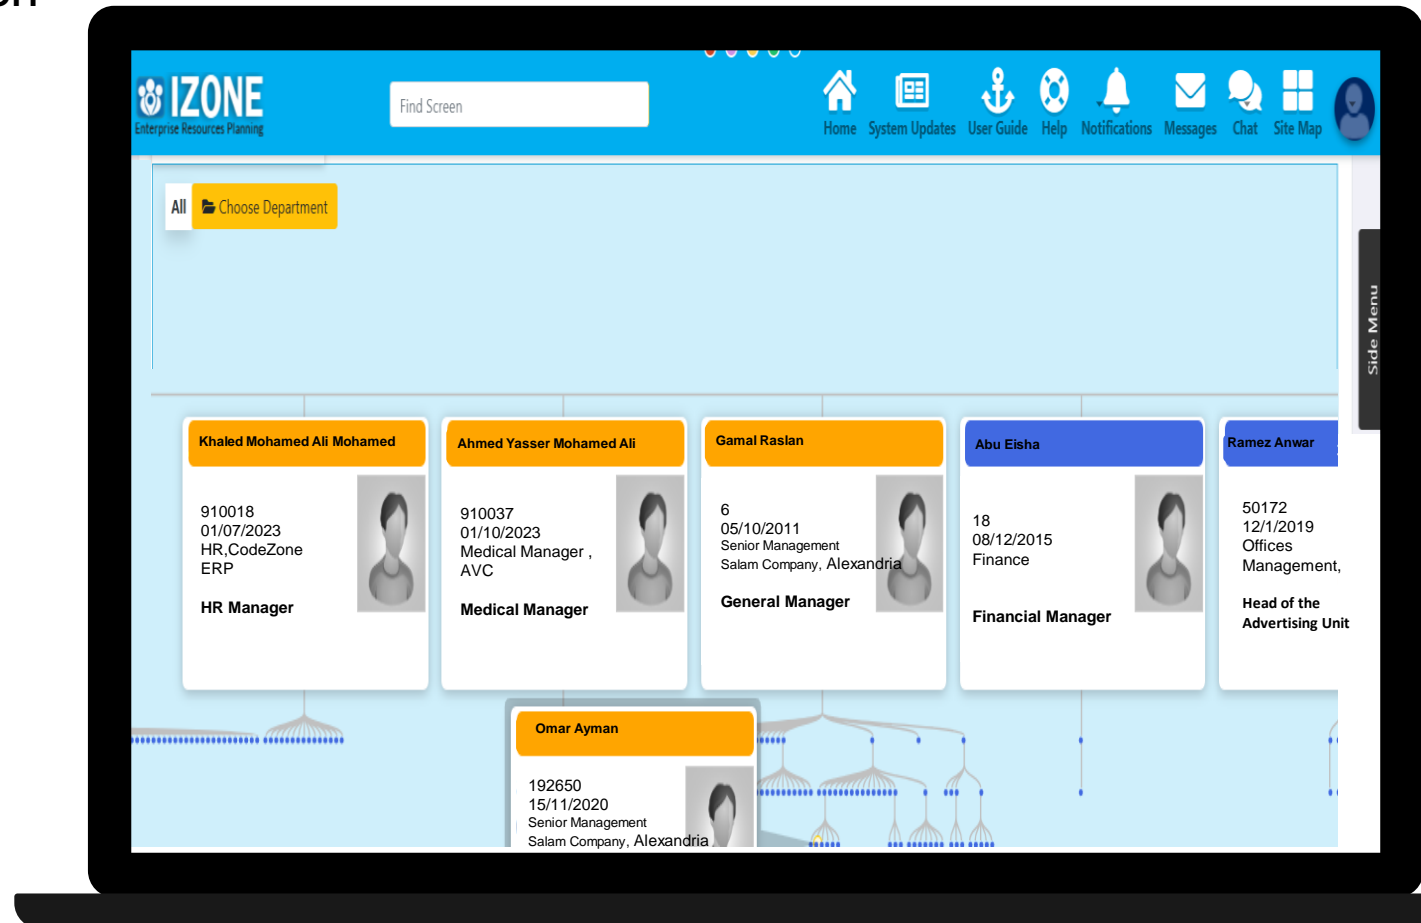 IZONE
Enterprise Resources Planning
Find Screen
Home
System Updates
User Guide
Help
Notifications
Messages
Chat
Site Map
All
Choose Department
Side Menu
Khaled Mohamed Ali Mohamed
910018
01/07/2023
HR,CodeZone
ERP
HR Manager
Ahmed Yasser Mohamed Ali
910037
01/10/2023
Medical Manager ,
AVC
Medical Manager
Gamal Raslan
6
05/10/2011
Senior Management
Salam Company, Alexandria
General Manager
Abu Eisha
18
08/12/2015
Finance
Financial Manager
Ramez Anwar
50172
12/1/2019
Offices
Management,
Head of the
Advertising Unit
Omar Ayman
192650
15/11/2020
Senior Management
Salam Company, Alexandria